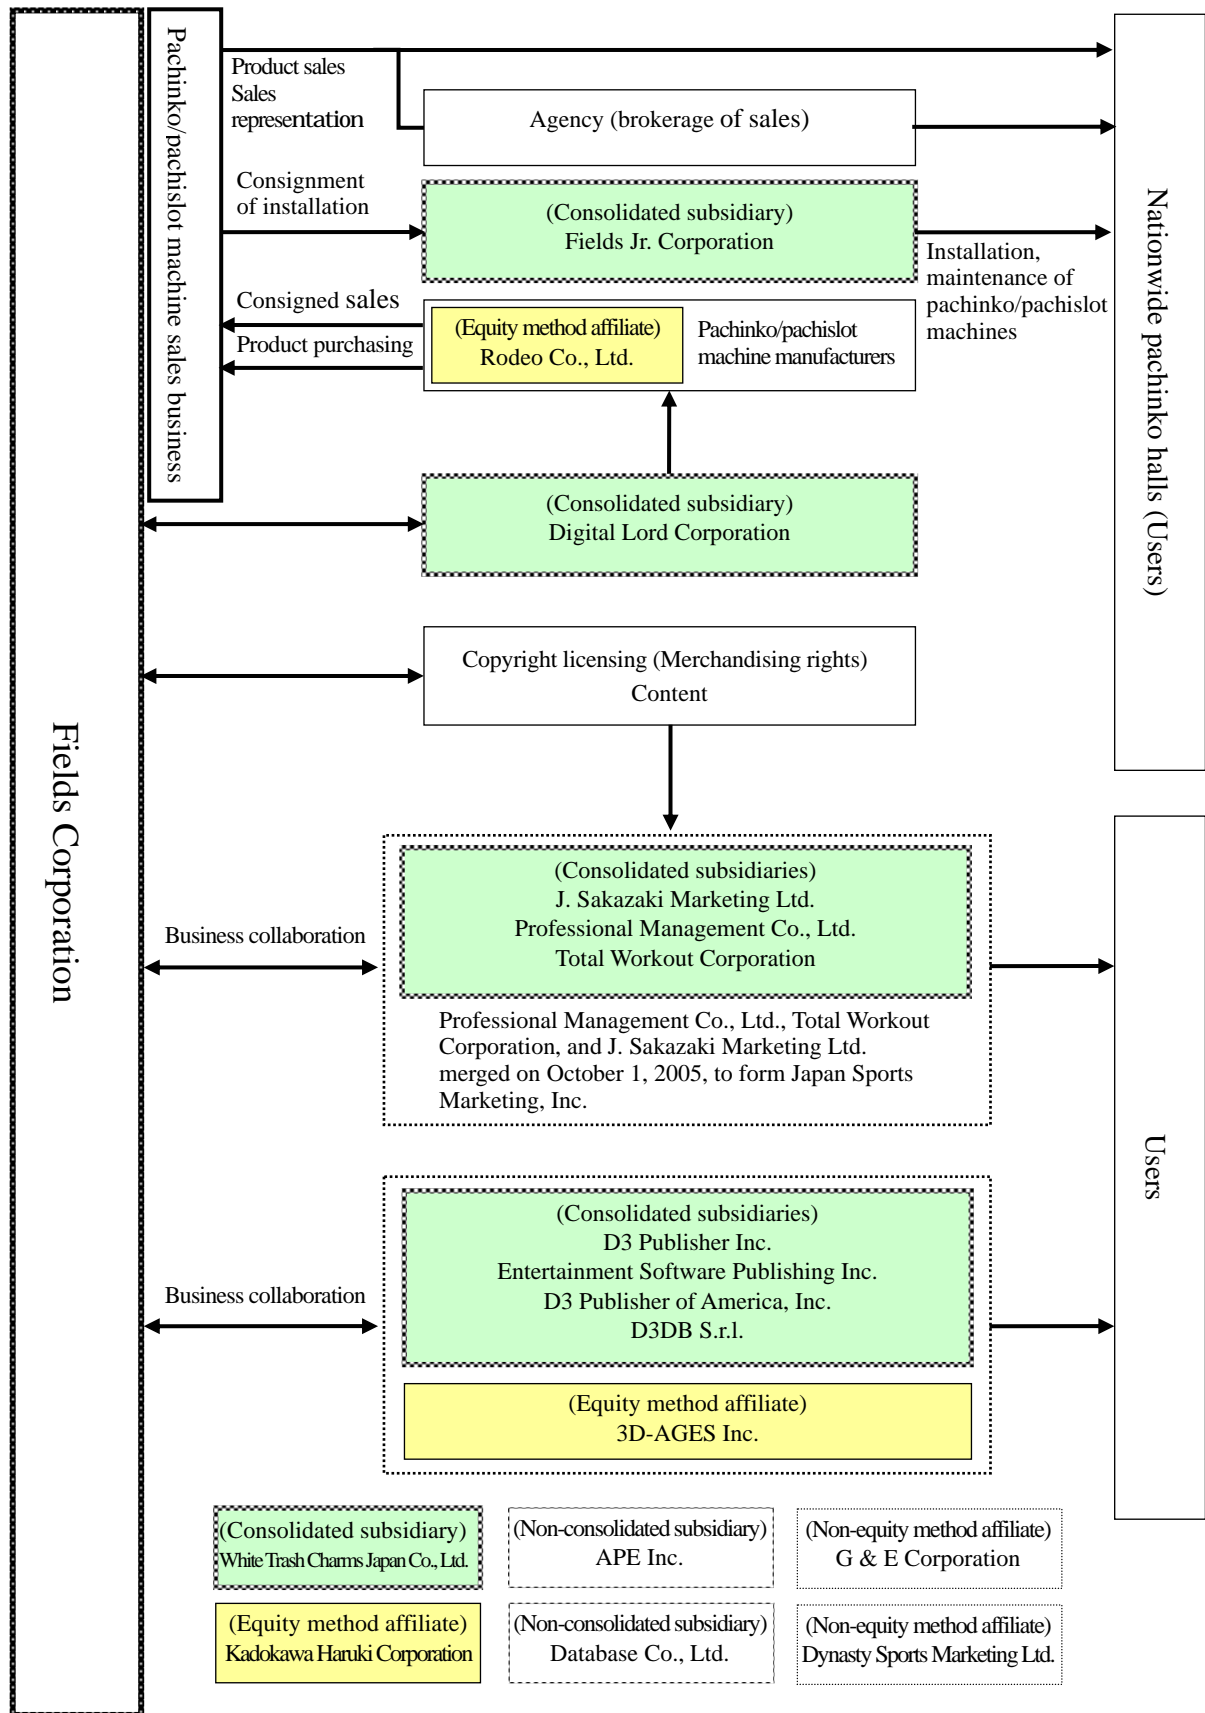 Fields Corporation
Pachinko/pachislot machine sales business
Product sales
Sales
representation
Agency (brokerage of sales)
Consignment
of installation
(Consolidated subsidiary)
Fields Jr. Corporation
Installation,
maintenance of
pachinko/pachislot
machines
Consigned sales
Product purchasing
(Equity method affiliate)
Rodeo Co., Ltd.
Pachinko/pachislot
machine manufacturers
(Consolidated subsidiary)
Digital Lord Corporation
Nationwide pachinko halls (Users)
Copyright licensing (Merchandising rights)
Content
Business collaboration
(Consolidated subsidiaries)
J. Sakazaki Marketing Ltd.
Professional Management Co., Ltd.
Total Workout Corporation
Professional Management Co., Ltd., Total Workout
Corporation, and J. Sakazaki Marketing Ltd.
merged on October 1, 2005, to form Japan Sports
Marketing, Inc.
Users
Business collaboration
(Consolidated subsidiaries)
D3 Publisher Inc.
Entertainment Software Publishing Inc.
D3 Publisher of America, Inc.
D3DB S.r.l.
(Equity method affiliate)
3D-AGES Inc.
(Consolidated subsidiary)
White Trash Charms Japan Co., Ltd.
(Non-consolidated subsidiary)
APE Inc.
(Non-equity method affiliate)
G & E Corporation
(Equity method affiliate)
Kadokawa Haruki Corporation
(Non-consolidated subsidiary)
Database Co., Ltd.
(Non-equity method affiliate)
Dynasty Sports Marketing Ltd.